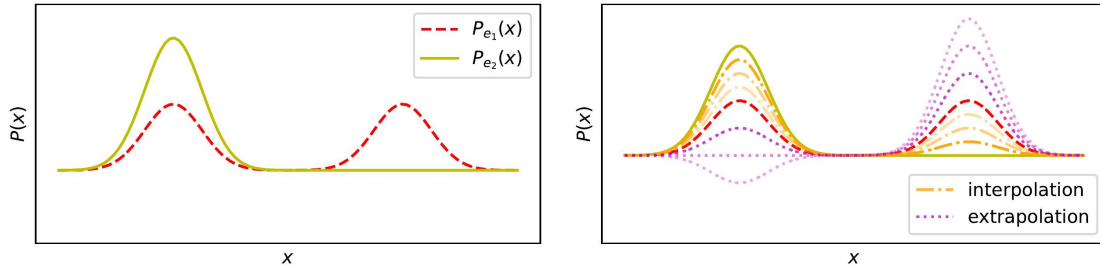 P(x)
P_{e_1}(x)
P_{e_2}(x)
x
P(x)
interpolation
extrapolation
x